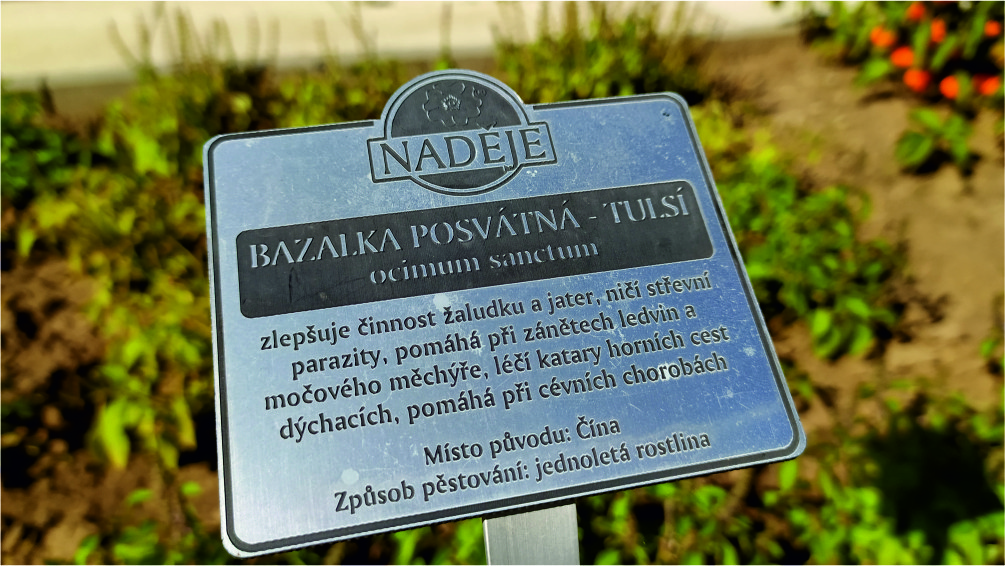 NADĚJE
BAZALKA POSVÁTNÁ - TULSÍ
ocimum sanctum
zlepšuje činnost žaludku a jater, ničí střevní
parazity, pomáhá při zánětech ledvin a
močového měchýře, léčí katary horních cest
dýchacích, pomáhá při cévních chorobách
Místo původu: Čína
Způsob pěstování: jednoletá rostlina